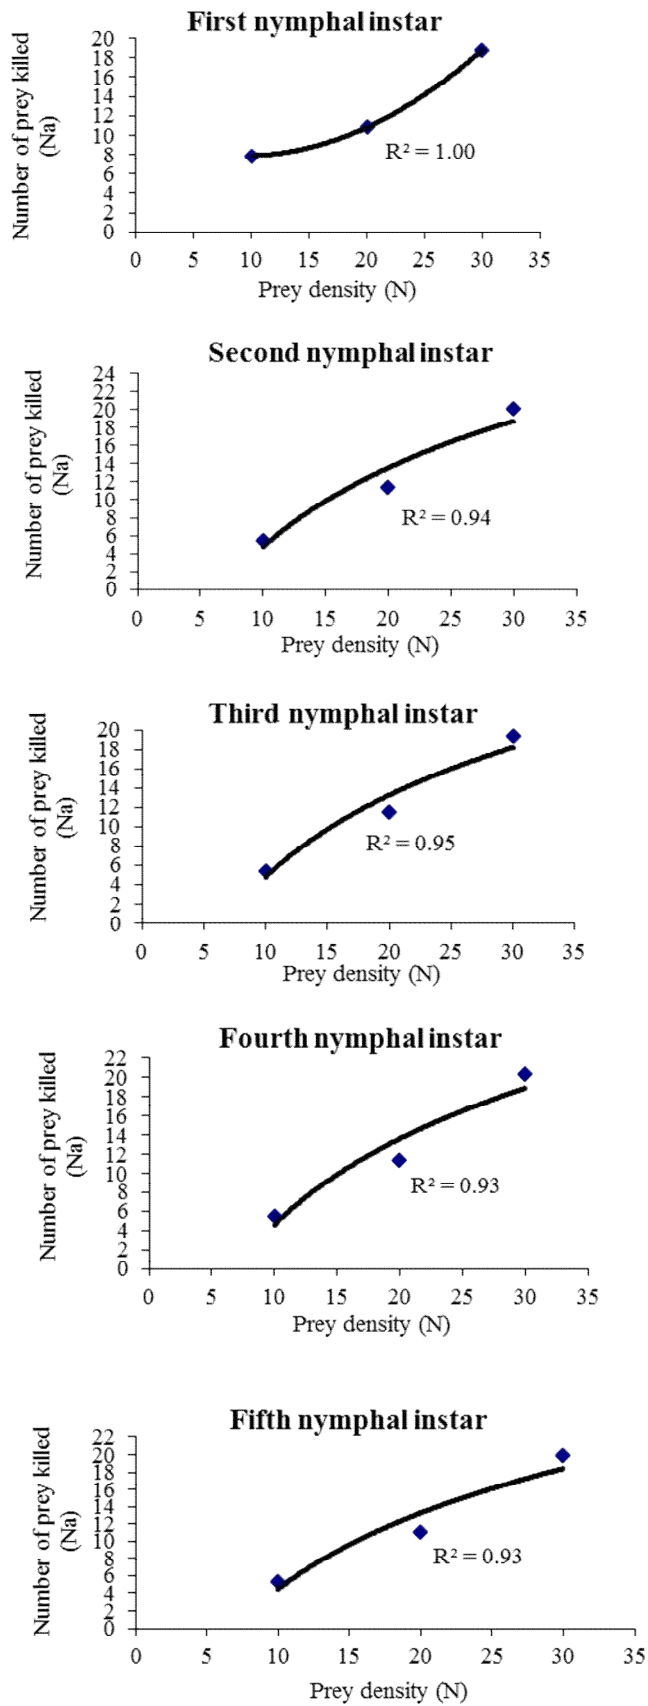 First nymphal instar
Number of prey killed
(Na)
20
18
16
14
12
10
8
6
4
2
0
R² = 1.00
0 5 10 15 20 25 30 35
Prey density (N)
Second nymphal instar
Number of prey killed
(Na)
24
22
20
18
16
14
12
10
8
6
4
2
0
R² = 0.94
0 5 10 15 20 25 30 35
Prey density (N)
Third nymphal instar
Number of prey killed
(Na)
20
18
16
14
12
10
8
6
4
2
0
R² = 0.95
0 5 10 15 20 25 30 35
Prey density (N)
Fourth nymphal instar
Number of prey killed
(Na)
22
20
18
16
14
12
10
8
6
4
2
0
R² = 0.93
0 5 10 15 20 25 30 35
Prey density (N)
Fifth nymphal instar
Number of prey killed
(Na)
22
20
18
16
14
12
10
8
6
4
2
0
R² = 0.93
0 5 10 15 20 25 30 35
Prey density (N)